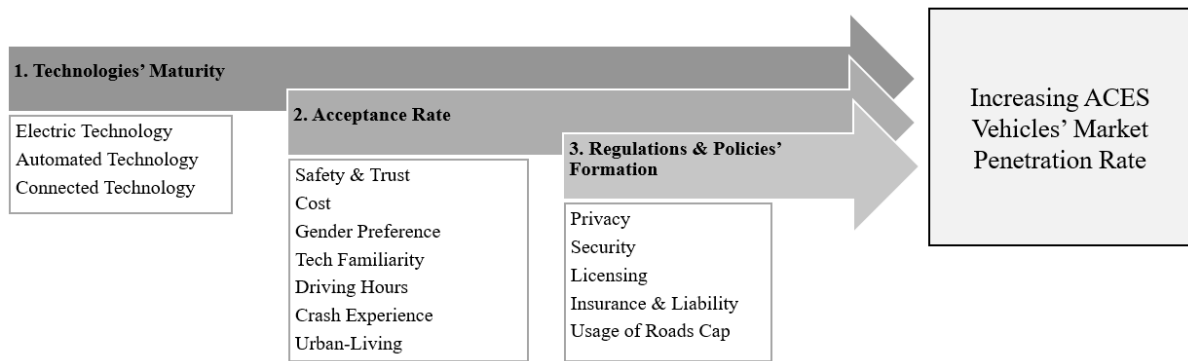 1. Technologies' Maturity
Electric Technology
Automated Technology
Connected Technology
2. Acceptance Rate
Safety & Trust
Cost
Gender Preference
Tech Familiarity
Driving Hours
Crash Experience
Urban-Living
3. Regulations & Policies'
Formation
Privacy
Security
Licensing
Insurance & Liability
Usage of Roads Cap
Increasing ACES
Vehicles' Market
Penetration Rate